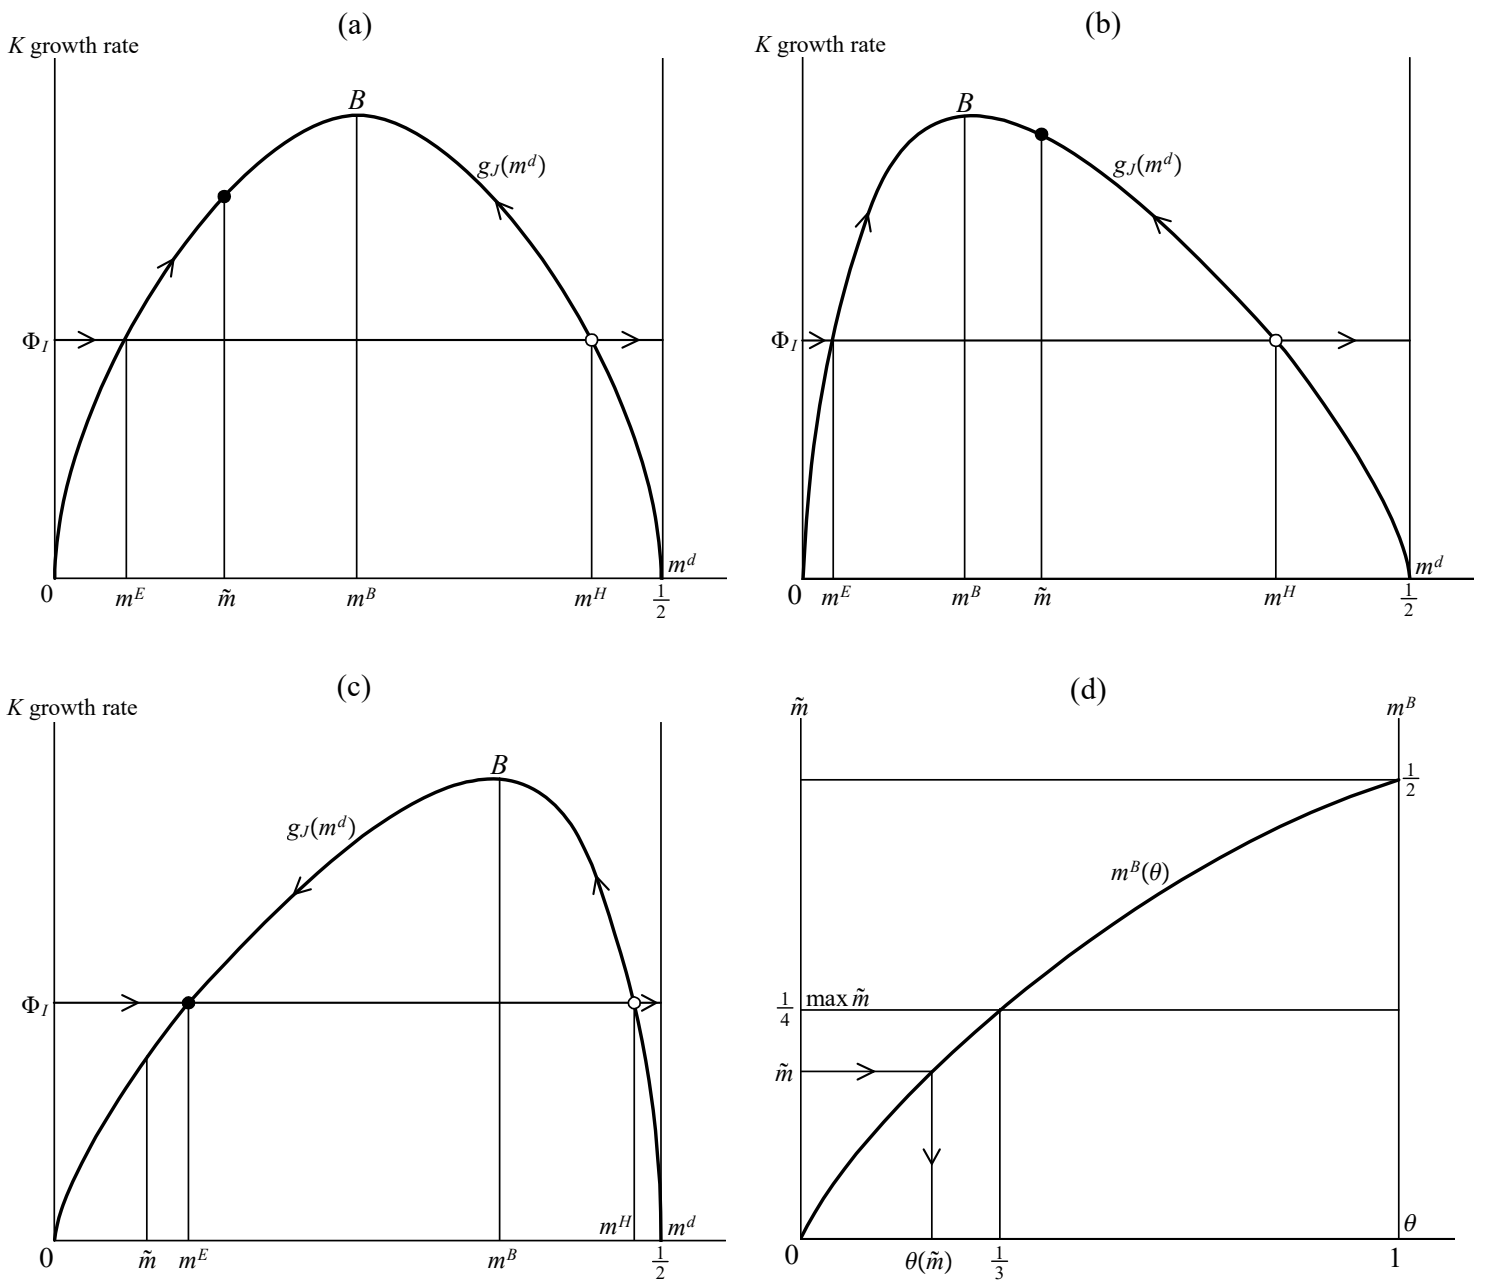 (a)
K growth rate
B
g_J(m^d)
Φ_I
m^d
0 m^E m̃ m^B m^H 1/2
(b)
K growth rate
B
g_J(m^d)
Φ_I
m^d
0 m^E m^B m̃ m^H 1/2
(c)
K growth rate
B
g_J(m^d)
Φ_I
m^H m^d
0 m̃ m^E m^B 1/2
(d)
m̃ m^B
1/2
m^B(θ)
1/4 max m̃
m̃
θ
0 θ(m̃) 1/3 1